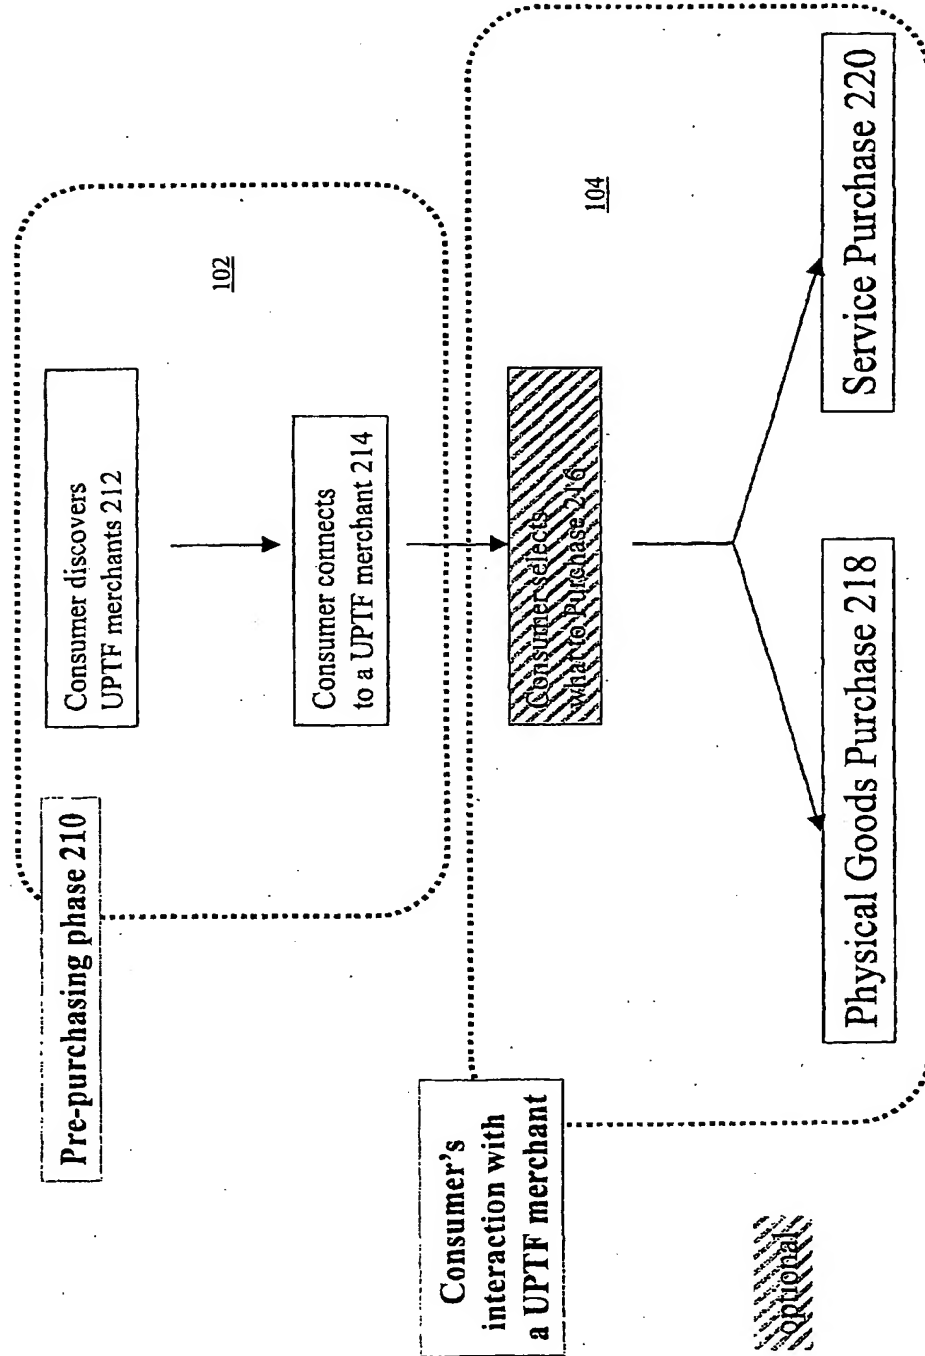 Pre-purchasing phase 210
Consumer discovers
UPTF merchants 212
102
Consumer connects
to a UPTF merchant 214
Consumer's
interaction with
a UPTF merchant
Consumer selects
what to Purchase 216
104
Physical Goods Purchase 218
Service Purchase 220
optional